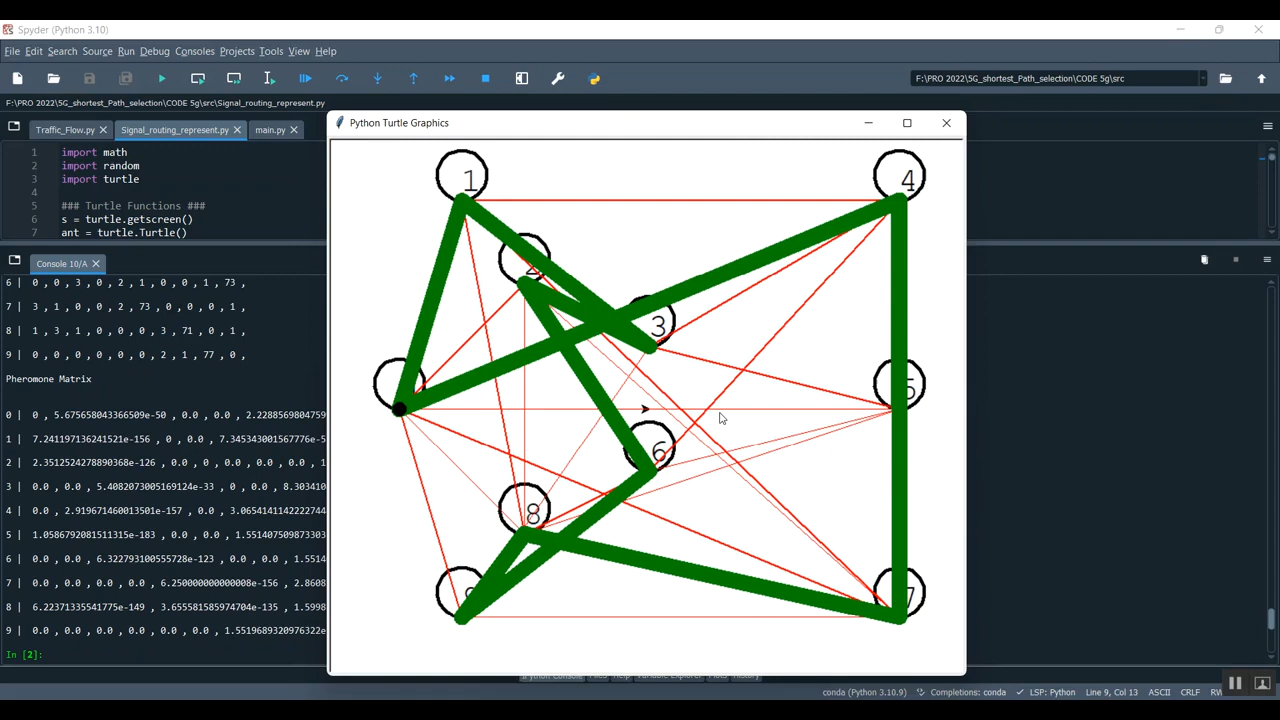 Spyder (Python 3.10)
File Edit Search Source Run Debug Consoles Projects Tools View Help
F:\PRO 2022\5G_shortest_Path_selection\CODE 5g\src
F:\PRO 2022\5G_shortest_Path_selection\CODE 5g\src\Signal_routing_represent.py
Traffic_Flow.py
Signal_routing_represent.py
main.py
1 import math
2 import random
3 import turtle
4
5 ### Turtle Functions ###
6 s = turtle.getscreen()
7 ant = turtle.Turtle()
Console 10/A
6 | 0 , 0 , 3 , 0 , 2 , 1 , 0 , 0 , 1 , 73 ,
7 | 3 , 1 , 0 , 0 , 2 , 73 , 0 , 0 , 0 , 1 ,
8 | 1 , 3 , 1 , 0 , 0 , 3 , 71 , 0 , 1 ,
9 | 0 , 0 , 0 , 0 , 0 , 2 , 1 , 77 , 0 ,
Pheromone Matrix
0 | 0 , 5.675658043366509e-50 , 0.0 , 0.0 , 2.2288569804759
1 | 7.241197136241521e-156 , 0 , 0.0 , 7.345343001567776e-5
2 | 2.3512524278890368e-126 , 0.0 , 0 , 0.0 , 0.0 , 0.0 , 1
3 | 0.0 , 0.0 , 5.4082073005169124e-33 , 0 , 0.0 , 8.30341
4 | 0.0 , 2.919671460013501e-157 , 0.0 , 3.0654141142222744
5 | 1.0586792081511315e-183 , 0.0 , 0.0 , 1.551407509873303
6 | 0.0 , 0.0 , 6.322793100555728e-123 , 0.0 , 1.5514
7 | 0.0 , 0.0 , 0.0 , 0.0 , 6.250000000000008e-156 , 2.8608
8 | 6.22371335541775e-149 , 3.655581585974704e-135 , 1.5998
9 | 0.0 , 0.0 , 0.0 , 0.0 , 0.0 , 1.5519689320976322e
In [2]:
Python Turtle Graphics
1
4
2
3
5
6
8
9
7
IPython Console Files Help Variable Explorer Plots History
conda (Python 3.10.9) Completions: conda LSP: Python Line 9, Col 13 ASCII CRLF RW